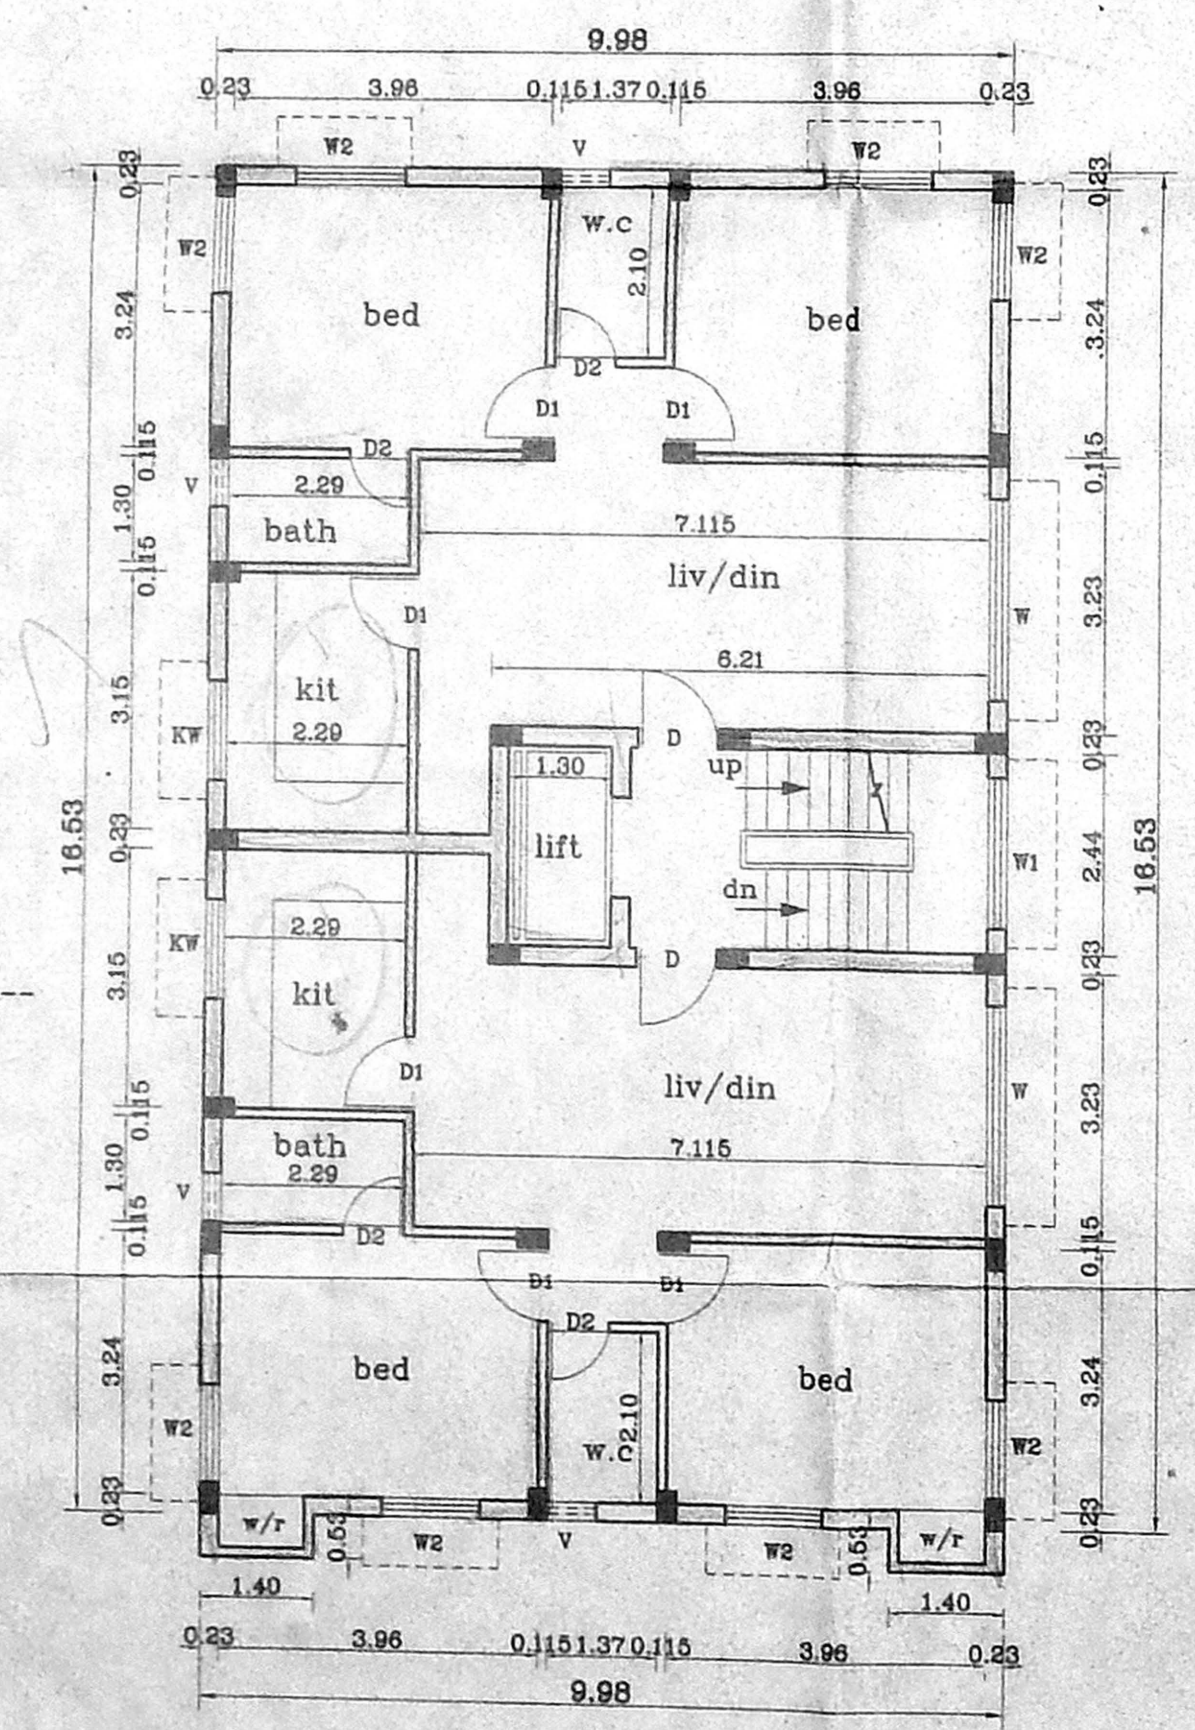 9.98
0.23 3.96 0.115 1.37 0.115 3.96 0.23
W2 V W2
0.23 0.23
W.C
W2 W2
2.10
3.24 bed bed 3.24
D2
D1 D1
0.115 D2 0.115
V 2.29
1.30 bath 7.115
0.115 liv/din
D1 3.23 W
6.21
3.15 kit
KW 2.29 D 0.23
1.30 up
16.53 0.23 lift 2.44 W1 16.53
dn
KW 2.29 D 0.23
3.15 kit
D1 liv/din W
0.115 3.23
bath 7.115
1.30 2.29
V
0.115 D2 0.115
D1 D1
D2
3.24 bed bed 3.24
2.10
W2 W.C W2
0.23 0.23
w/r 0.53 W2 V W2 0.53 w/r
1.40 1.40
0.23 3.96 0.115 1.37 0.115 3.96 0.23
9.98